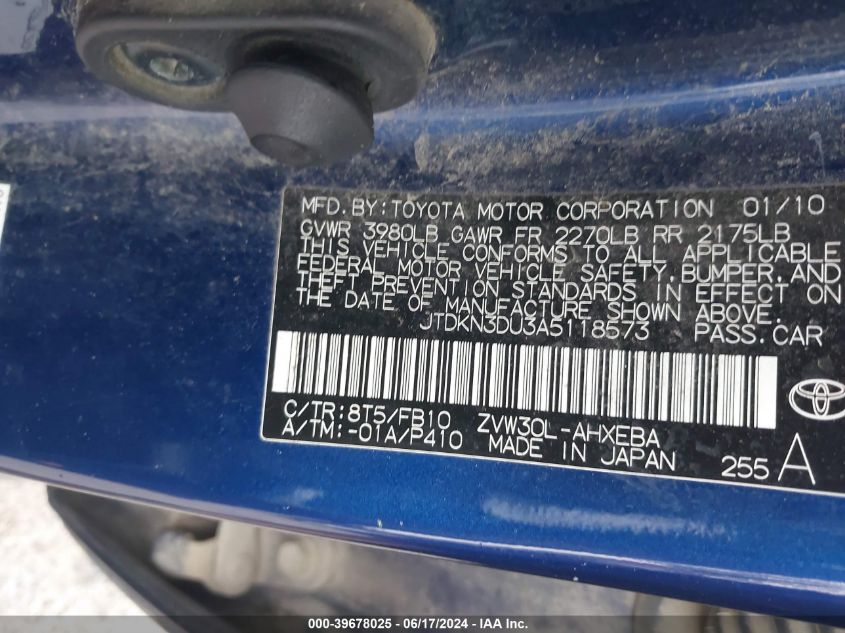 MFD. BY: TOYOTA MOTOR CORPORATION 01/10
GVWR 3980LB GAWR FR 2270LB RR 2175LB
THIS VEHICLE CONFORMS TO ALL APPLICABLE
FEDERAL MOTOR VEHICLE SAFETY, BUMPER, AND
THEFT PREVENTION STANDARDS IN EFFECT ON
THE DATE OF MANUFACTURE SHOWN ABOVE.
JTDKN3DU3A5118573 PASS.CAR
C/TR:8T5/FB10 ZVW30L-AHXEBA
A/TM:-01A/P410 MADE IN JAPAN 255 A
000-39678025 - 06/17/2024 - IAAI.com